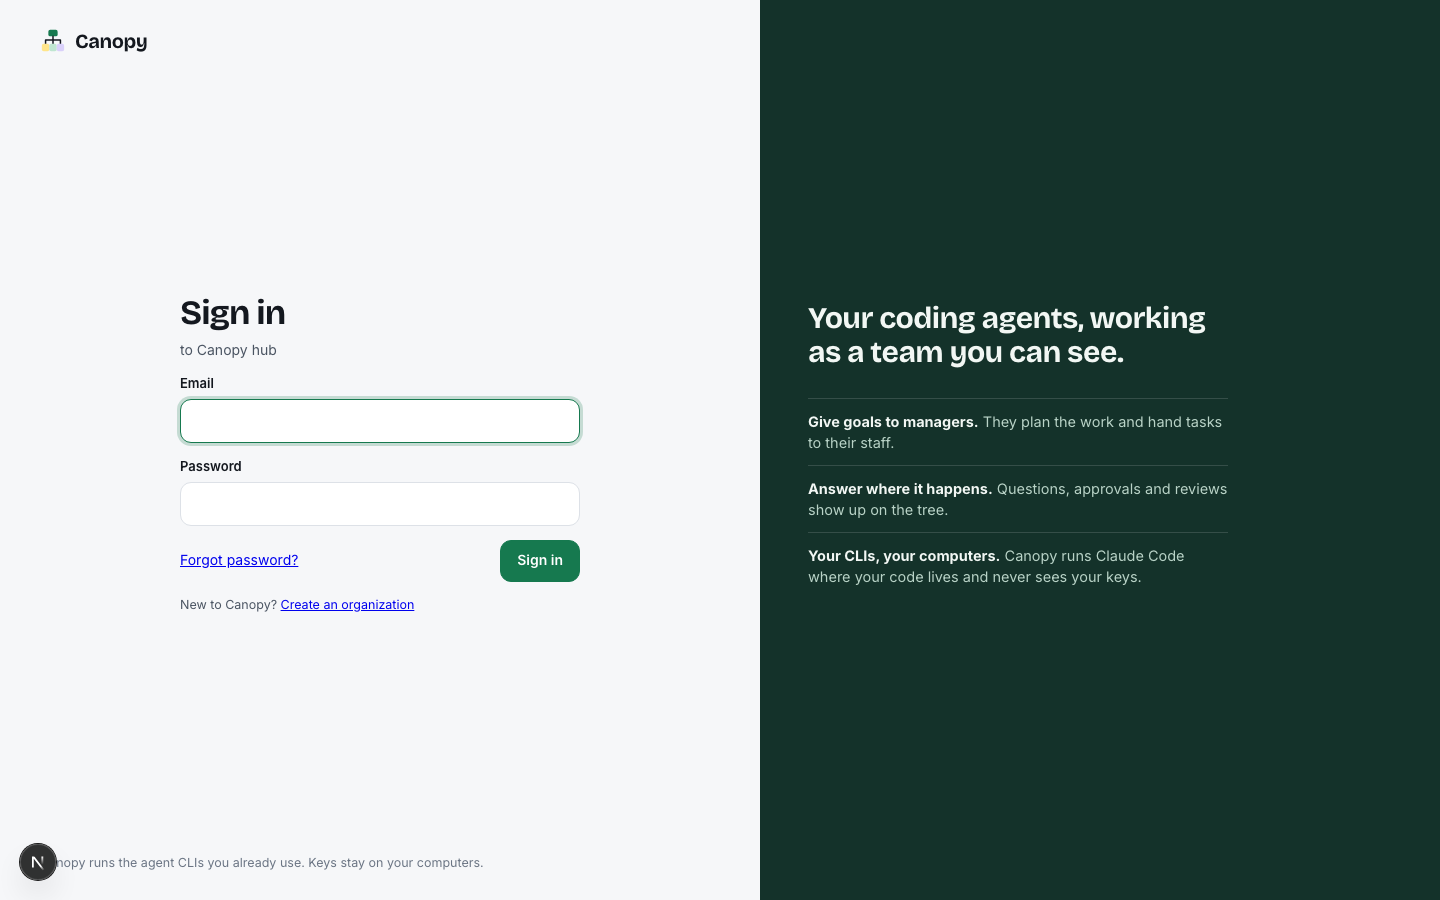 Canopy
Sign in
to Canopy hub
Email
Password
Forgot password?
Sign in
New to Canopy? Create an organization
N
nopy runs the agent CLIs you already use. Keys stay on your computers.
Your coding agents, working
as a team you can see.
Give goals to managers. They plan the work and hand tasks
to their staff.
Answer where it happens. Questions, approvals and reviews
show up on the tree.
Your CLIs, your computers. Canopy runs Claude Code
where your code lives and never sees your keys.